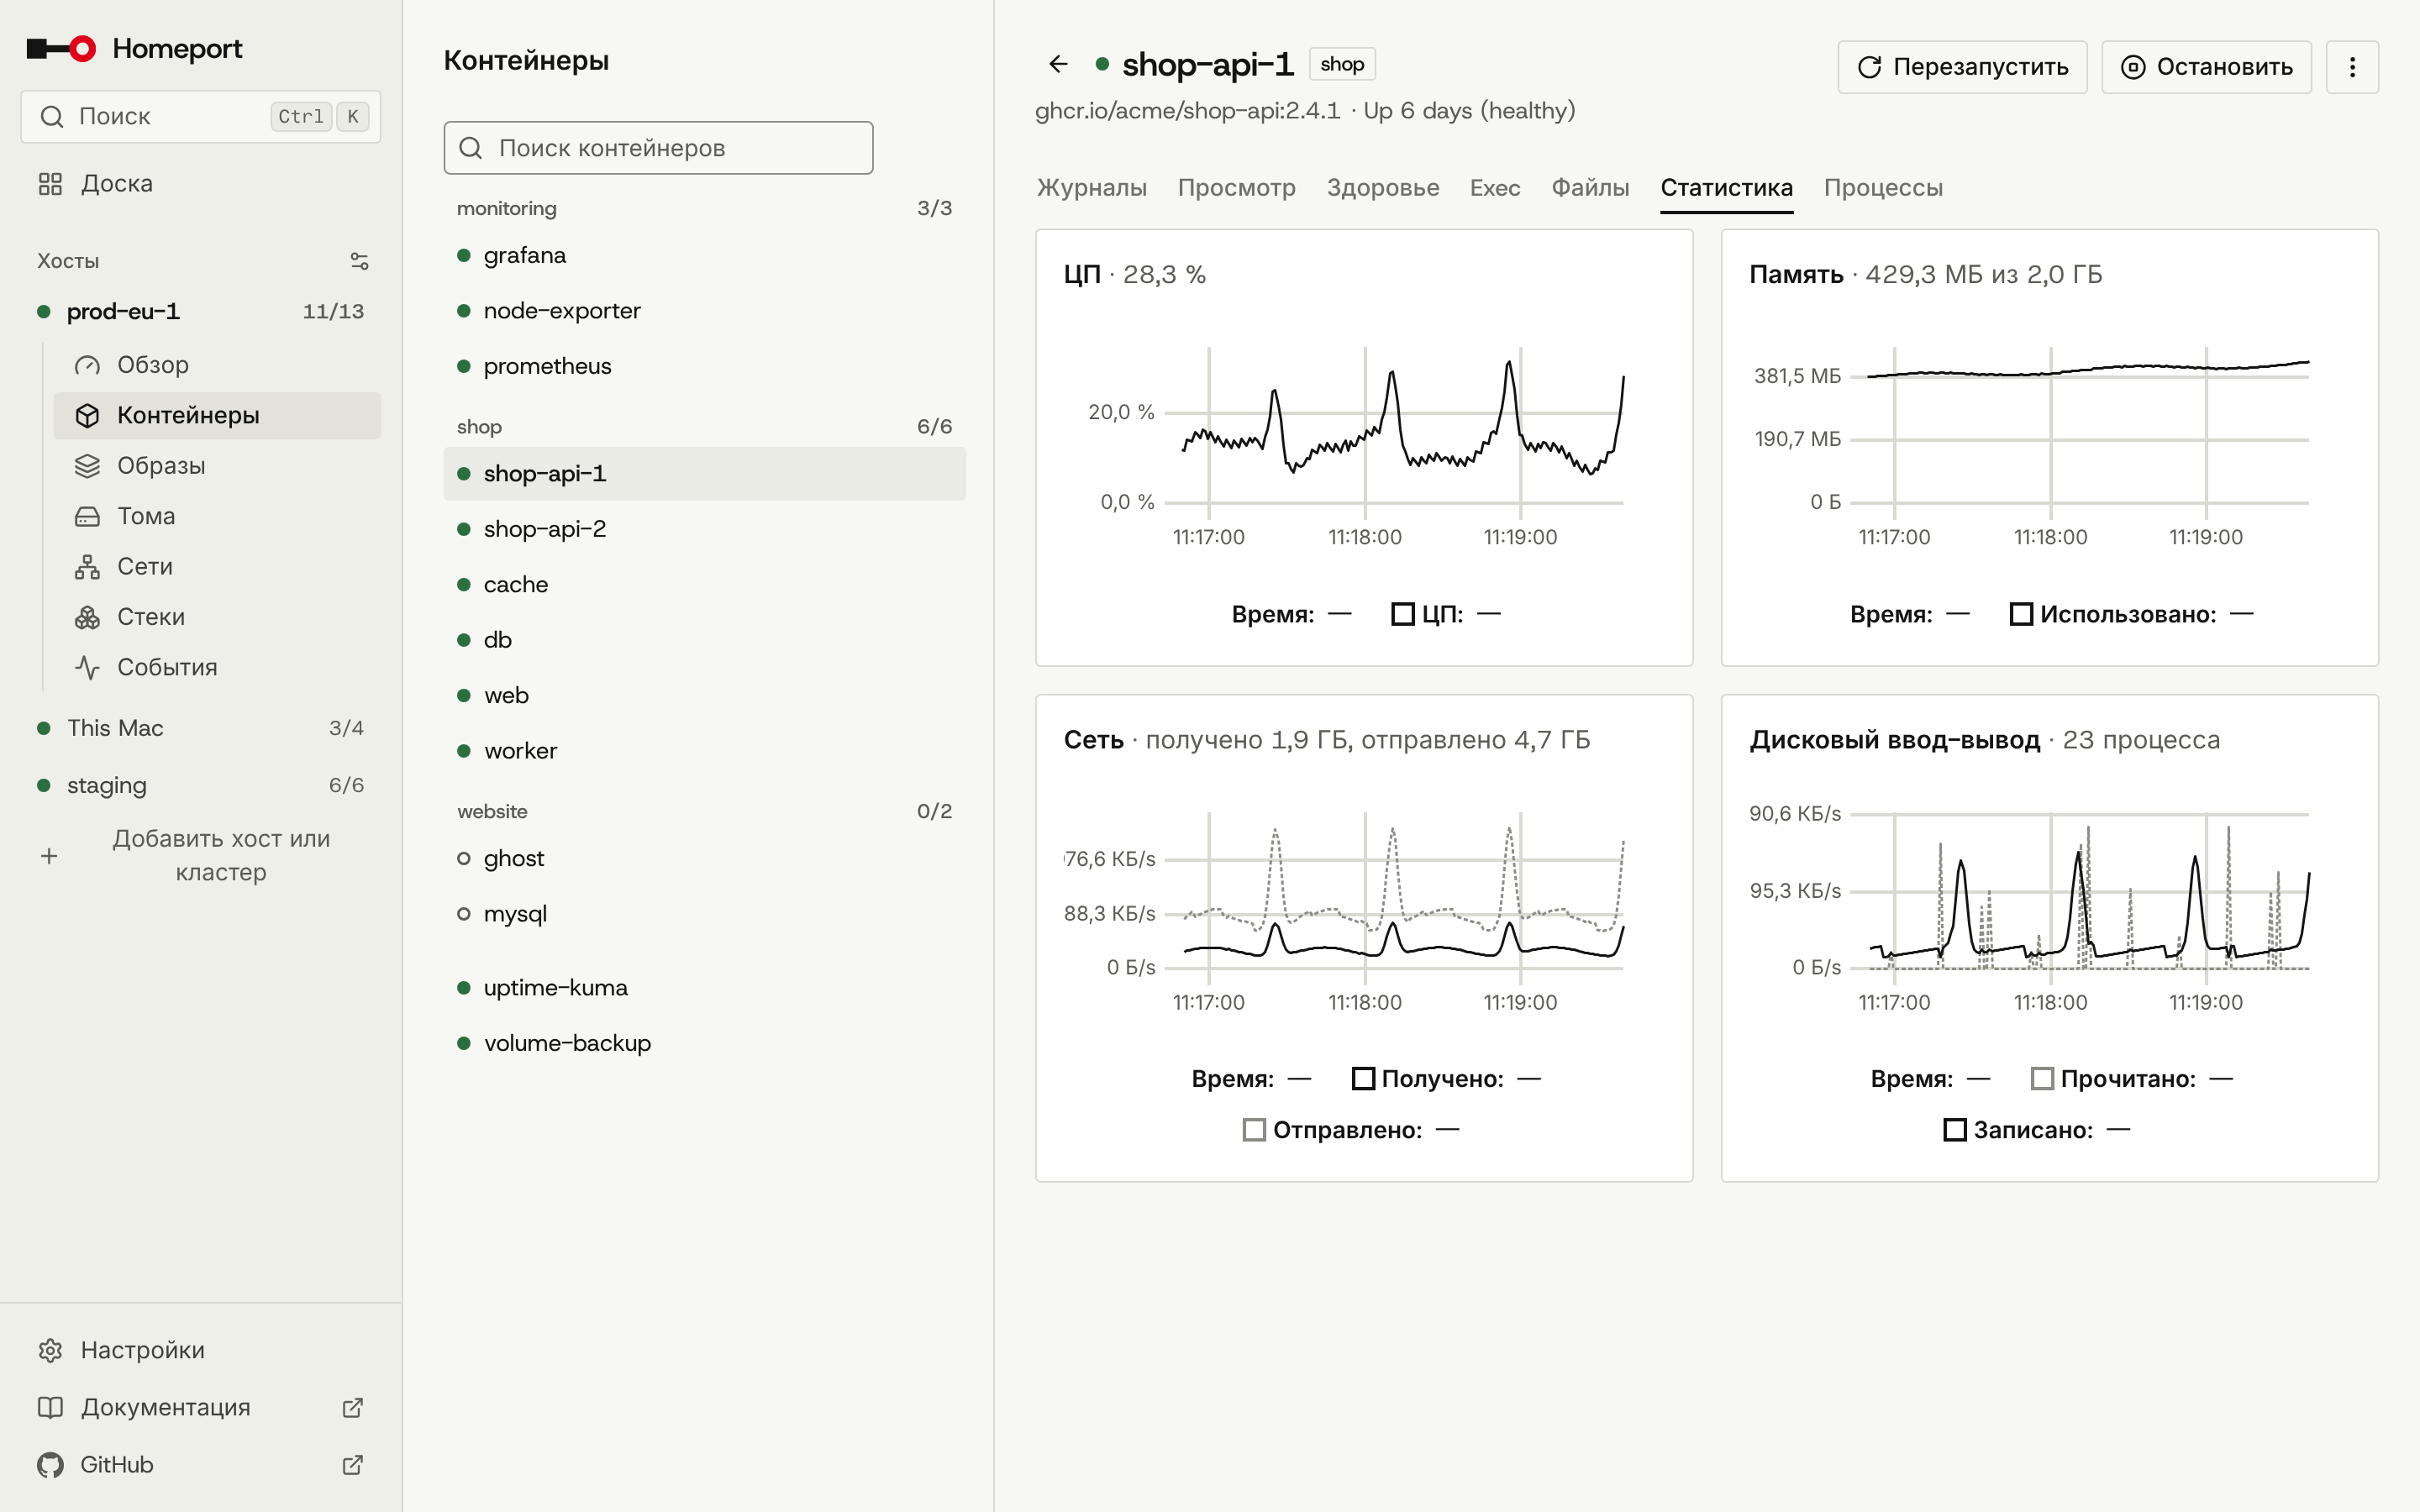 Homeport
Поиск
Ctrl K
Доска
Хосты
prod-eu-1 11/13
Обзор
Контейнеры
Образы
Тома
Сети
Стеки
События
This Mac 3/4
staging 6/6
Добавить хост или
кластер
Настройки
Документация
GitHub
Контейнеры
Поиск контейнеров
monitoring 3/3
grafana
node-exporter
prometheus
shop 6/6
shop-api-1
shop-api-2
cache
db
web
worker
website 0/2
ghost
mysql
uptime-kuma
volume-backup
shop-api-1 shop
ghcr.io/acme/shop-api:2.4.1 · Up 6 days (healthy)
Перезапустить
Остановить
Журналы Просмотр Здоровье Exec Файлы Статистика Процессы
ЦП · 28,3 %
20,0 %
0,0 %
11:17:00 11:18:00 11:19:00
Время: — ЦП: —
Память · 429,3 МБ из 2,0 ГБ
381,5 МБ
190,7 МБ
0 Б
11:17:00 11:18:00 11:19:00
Время: — Использовано: —
Сеть · получено 1,9 ГБ, отправлено 4,7 ГБ
76,6 КБ/s
88,3 КБ/s
0 Б/s
11:17:00 11:18:00 11:19:00
Время: — Получено: —
Отправлено: —
Дисковый ввод-вывод · 23 процесса
90,6 КБ/s
95,3 КБ/s
0 Б/s
11:17:00 11:18:00 11:19:00
Время: — Прочитано: —
Записано: —